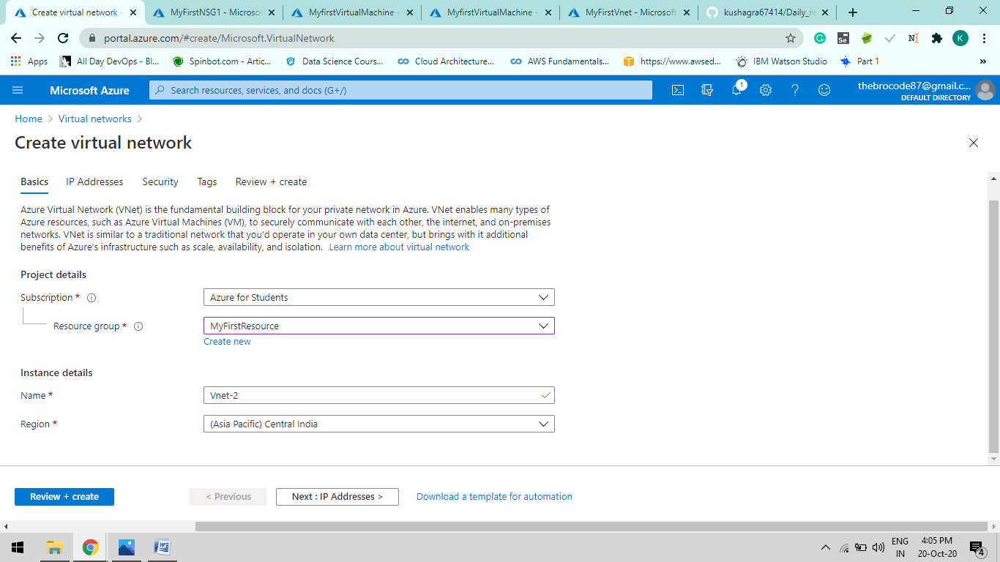 Create virtual network -
MyFirstNSG1 - Microsof
MyfirstVirtualMachine -
MyfirstVirtualMachine -
MyFirstVnet - Microsoft
kushagra67414/Daily_re
portal.azure.com/#create/Microsoft.VirtualNetwork
Apps
All Day DevOps - Bl...
Spinbot.com - Artic...
Data Science Cours...
Cloud Architecture...
AWS Fundamentals...
https://www.awsed...
IBM Watson Studio
Part 1
»
Microsoft Azure
Search resources, services, and docs (G+/)
1
thebrocode87@gmail.c...
DEFAULT DIRECTORY
K
Home > Virtual networks >
Create virtual network
Basics IP Addresses Security Tags Review + create
Azure Virtual Network (VNet) is the fundamental building block for your private network in Azure. VNet enables many types of
Azure resources, such as Azure Virtual Machines (VM), to securely communicate with each other, the internet, and on-premises
networks. VNet is similar to a traditional network that you'd operate in your own data center, but brings with it additional
benefits of Azure's infrastructure such as scale, availability, and isolation. Learn more about virtual network
Project details
Subscription * Azure for Students
Resource group * MyFirstResource
Create new
Instance details
Name * Vnet-2
Region * (Asia Pacific) Central India
Review + create < Previous Next : IP Addresses > Download a template for automation
ENG
IN
4:05 PM
20-Oct-20
4